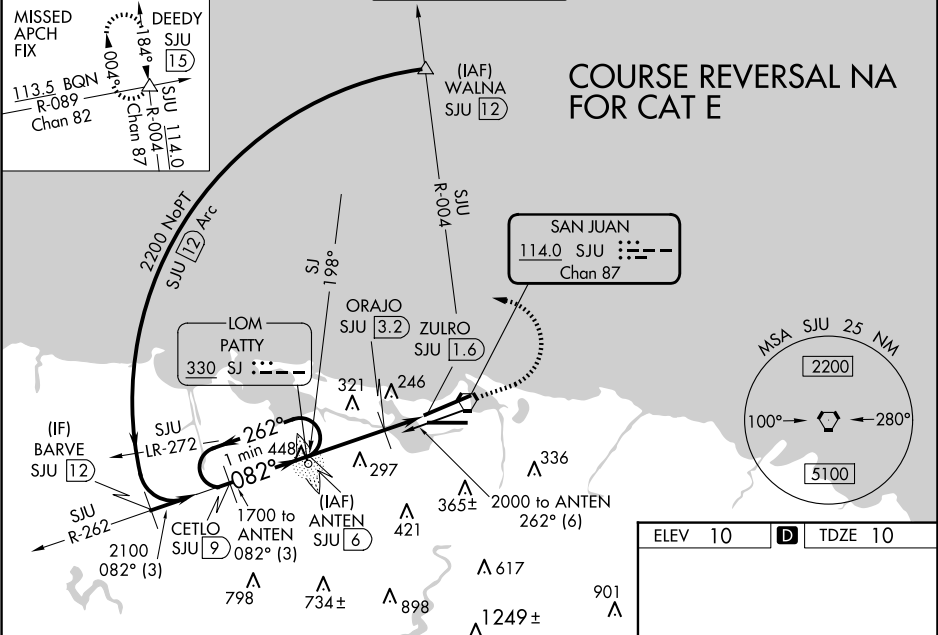 MISSED
APCH
FIX
DEEDY
SJU
15
184°
004°
113.5 BQN
R-089
Chan 82
SJU 114.0
R-004
Chan 87
(IAF)
WALNA
SJU 12
COURSE REVERSAL NA
FOR CAT E
2200 NoPT
SJU 12 Arc
SJU
R-004
SJ
198°
SAN JUAN
114.0 SJU
Chan 87
ORAJO
SJU 3.2
ZULRO
SJU 1.6
LOM
PATTY
330 SJ
MSA SJU 25 NM
2200
100°
280°
5100
321
246
(IF)
BARVE
SJU 12
SJU
LR-272
262°
1 min
448
082°
297
336
365±
2000 to ANTEN
262° (6)
SJU
R-262
2100
082° (3)
CETLO
SJU 9
1700 to
ANTEN
082° (3)
(IAF)
ANTEN
SJU 6
421
617
798
734±
898
1249±
901
ELEV 10
D
TDZE 10